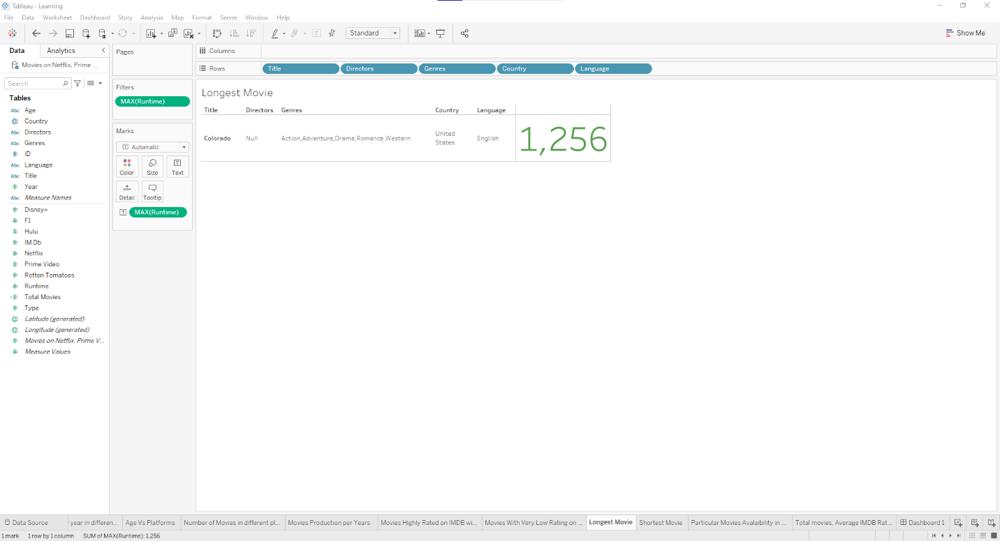 Tableau - Learning
File Data Worksheet Dashboard Story Analysis Map Format Server Window Help
Standard
Show Me
Data Analytics
Movies on Netflix, Prime ...
Search
Tables
Abc Age
Country
Abc Directors
Abc Genres
ID
Abc Language
Abc Title
Year
Abc Measure Names
Disney+
F1
Hulu
IM Db
Netflix
Prime Video
Rotten Tomatoes
Runtime
Total Movies
Type
Latitude (generated)
Longitude (generated)
Movies on Netflix, Prime V...
Measure Values
Pages
Filters
MAX(Runtime)
Marks
Automatic
Color Size Text
Detail Tooltip
MAX(Runtime)
Columns
Rows Title Directors Genres Country Language
Longest Movie
Title Directors Genres Country Language
Colorado Null Action,Adventure,Drama,Romance,Western United States English 1,256
Data Source year in differen... Age Vs Platforms Number of Movies in different pl... Movies Production per Years Movies Highly Rated on IMDB wi... Movies With Very Low Rating on ... Longest Movie Shortest Movie Particular Movies Avalaibility in ... Total movies, Average IMDB Rat... Dashboard 1
1 mark 1 row by 1 column SUM of MAX(Runtime): 1,256